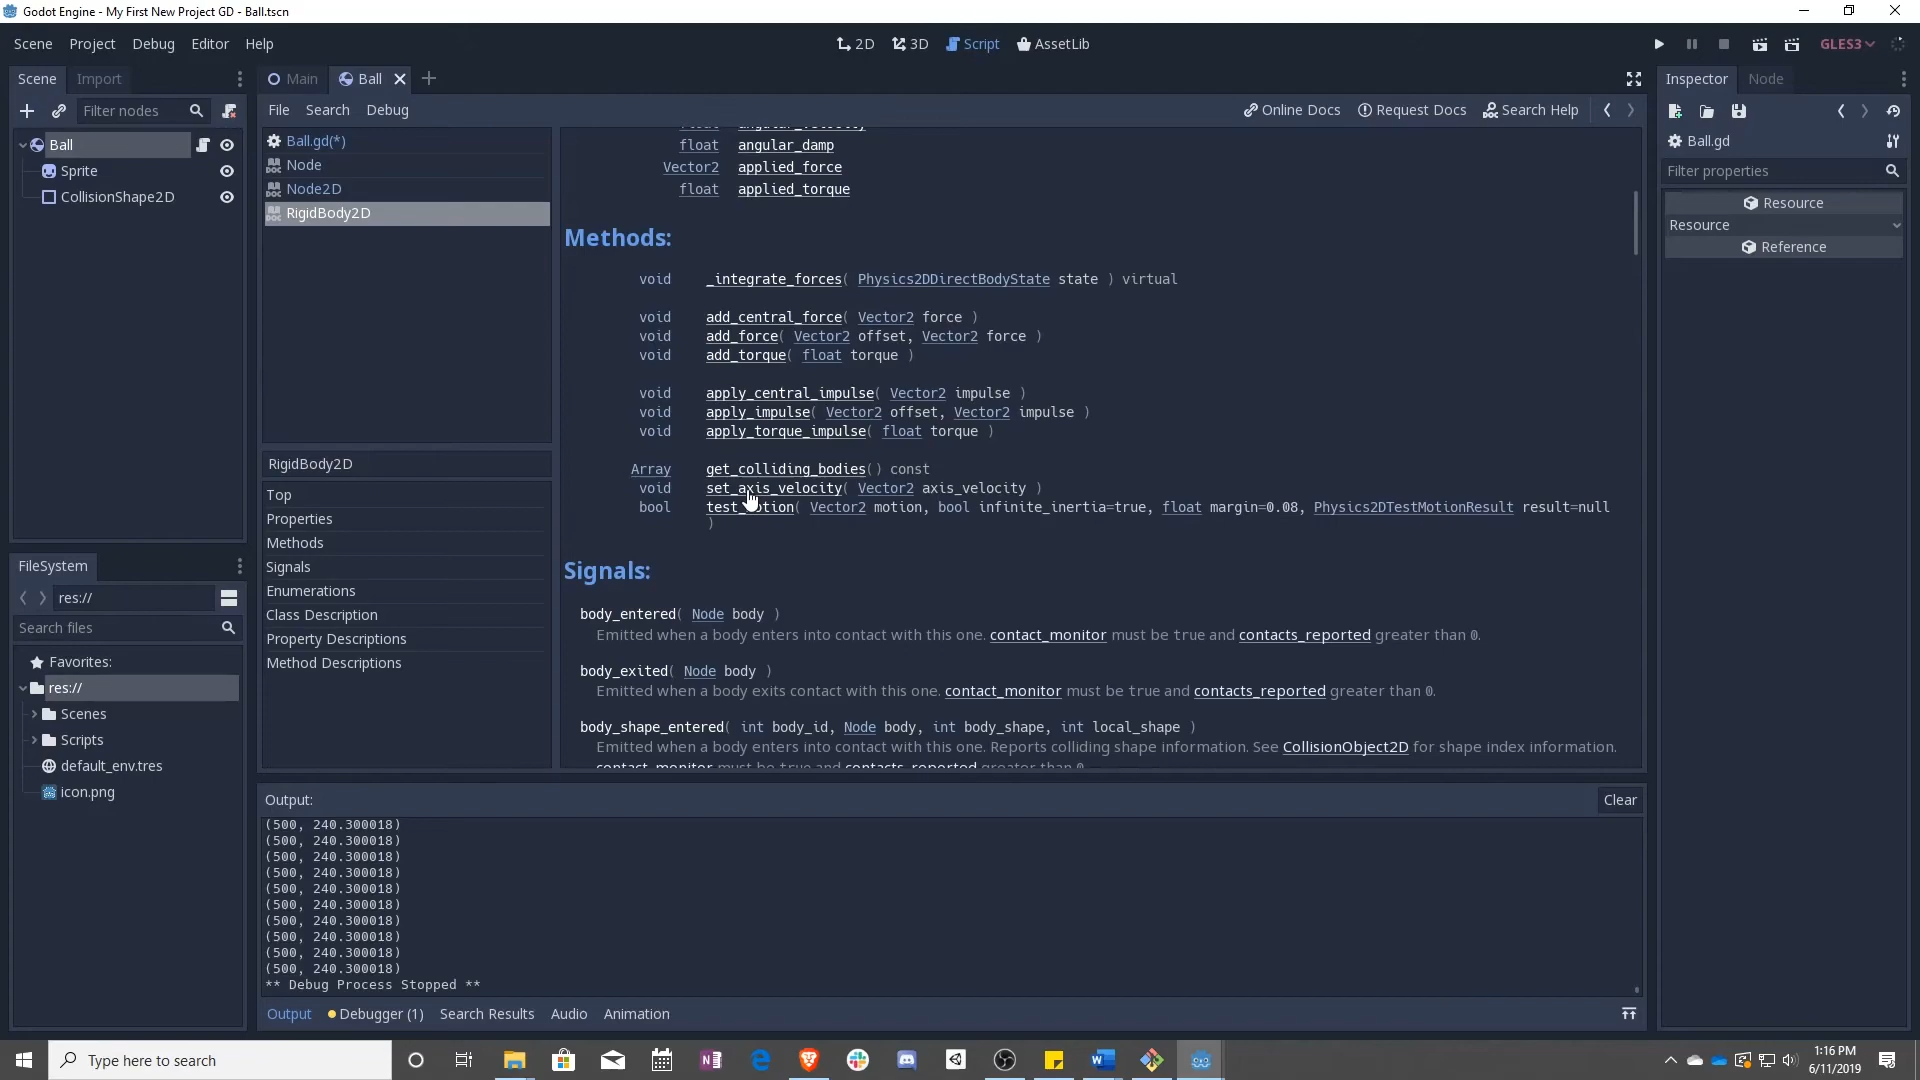 Godot Engine - My First New Project GD - Ball.tscn
Scene Project Debug Editor Help
2D 3D Script AssetLib
GLES3
Scene Import
Main Ball
Inspector Node
Filter nodes
File Search Debug
Online Docs Request Docs Search Help
Ball
Sprite
CollisionShape2D
Ball.gd(*)
Node
Node2D
RigidBody2D
RigidBody2D
Top
Properties
Methods
Signals
Enumerations
Class Description
Property Descriptions
Method Descriptions
float angular_velocity
float angular_damp
Vector2 applied_force
float applied_torque
Methods:
void _integrate_forces( Physics2DDirectBodyState state ) virtual
void add_central_force( Vector2 force )
void add_force( Vector2 offset, Vector2 force )
void add_torque( float torque )
void apply_central_impulse( Vector2 impulse )
void apply_impulse( Vector2 offset, Vector2 impulse )
void apply_torque_impulse( float torque )
Array get_colliding_bodies() const
void set_axis_velocity( Vector2 axis_velocity )
bool test_motion( Vector2 motion, bool infinite_inertia=true, float margin=0.08, Physics2DTestMotionResult result=null
)
Signals:
body_entered( Node body )
Emitted when a body enters into contact with this one. contact_monitor must be true and contacts_reported greater than 0.
body_exited( Node body )
Emitted when a body exits contact with this one. contact_monitor must be true and contacts_reported greater than 0.
body_shape_entered( int body_id, Node body, int body_shape, int local_shape )
Emitted when a body enters into contact with this one. Reports colliding shape information. See CollisionObject2D for shape index information.
contact_monitor must be true and contacts_reported greater than 0.
Ball.gd
Filter properties
Resource
Resource
Reference
FileSystem
res://
Search files
Favorites:
res://
Scenes
Scripts
default_env.tres
icon.png
Output:
Clear
(500, 240.300018)
(500, 240.300018)
(500, 240.300018)
(500, 240.300018)
(500, 240.300018)
(500, 240.300018)
(500, 240.300018)
(500, 240.300018)
(500, 240.300018)
(500, 240.300018)
** Debug Process Stopped **
Output Debugger (1) Search Results Audio Animation
Type here to search
1:16 PM
6/11/2019